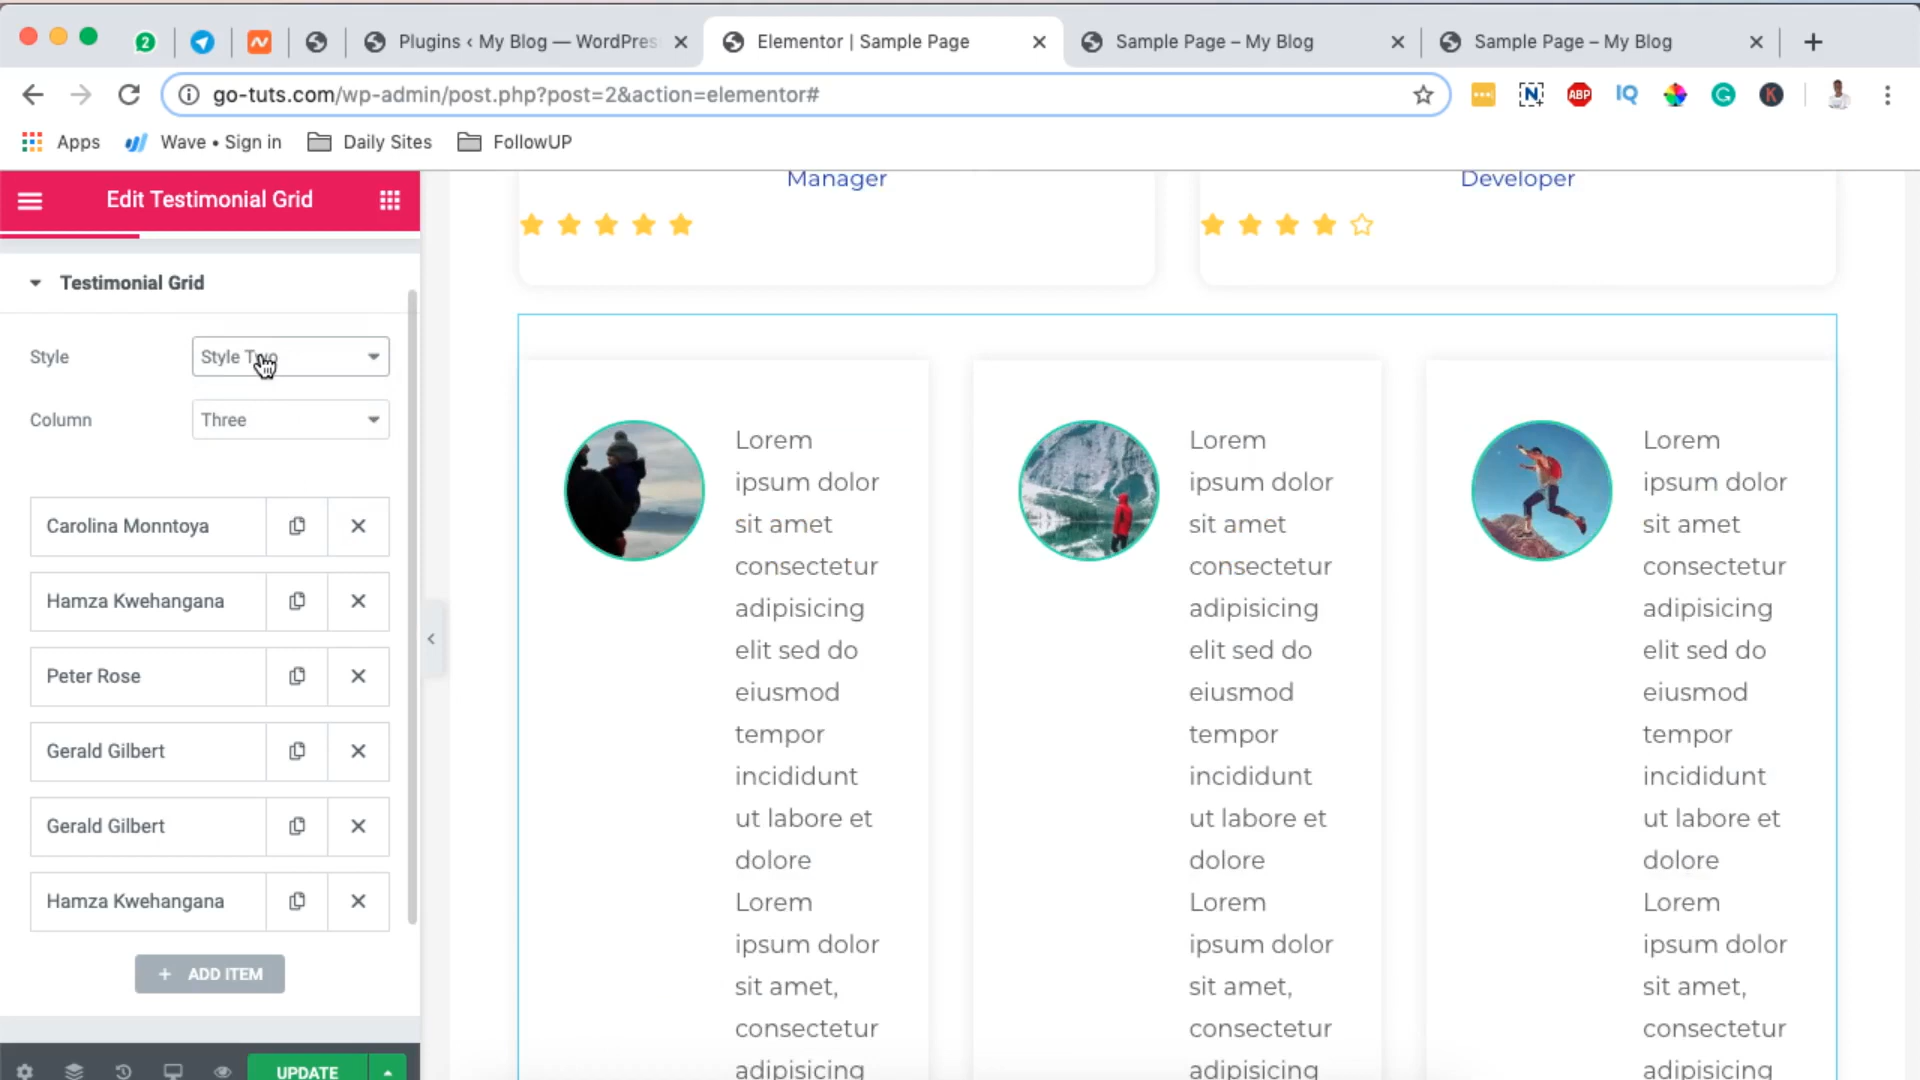 2
Plugins ‹ My Blog — WordPres
Elementor | Sample Page
Sample Page – My Blog
Sample Page – My Blog
go-tuts.com/wp-admin/post.php?post=2&action=elementor#
N
ABP
IQ
G
K
Apps
Wave • Sign in
Daily Sites
FollowUP
Edit Testimonial Grid
Testimonial Grid
Style
Style Two
Column
Three
Carolina Monntoya
Hamza Kwehangana
Peter Rose
Gerald Gilbert
Gerald Gilbert
Hamza Kwehangana
+ ADD ITEM
UPDATE
Manager
Developer
Lorem
ipsum dolor
sit amet
consectetur
adipisicing
elit sed do
eiusmod
tempor
incididunt
ut labore et
dolore
Lorem
ipsum dolor
sit amet,
consectetur
adipisicing
Lorem
ipsum dolor
sit amet
consectetur
adipisicing
elit sed do
eiusmod
tempor
incididunt
ut labore et
dolore
Lorem
ipsum dolor
sit amet,
consectetur
adipisicing
Lorem
ipsum dolor
sit amet
consectetur
adipisicing
elit sed do
eiusmod
tempor
incididunt
ut labore et
dolore
Lorem
ipsum dolor
sit amet,
consectetur
adipisicing